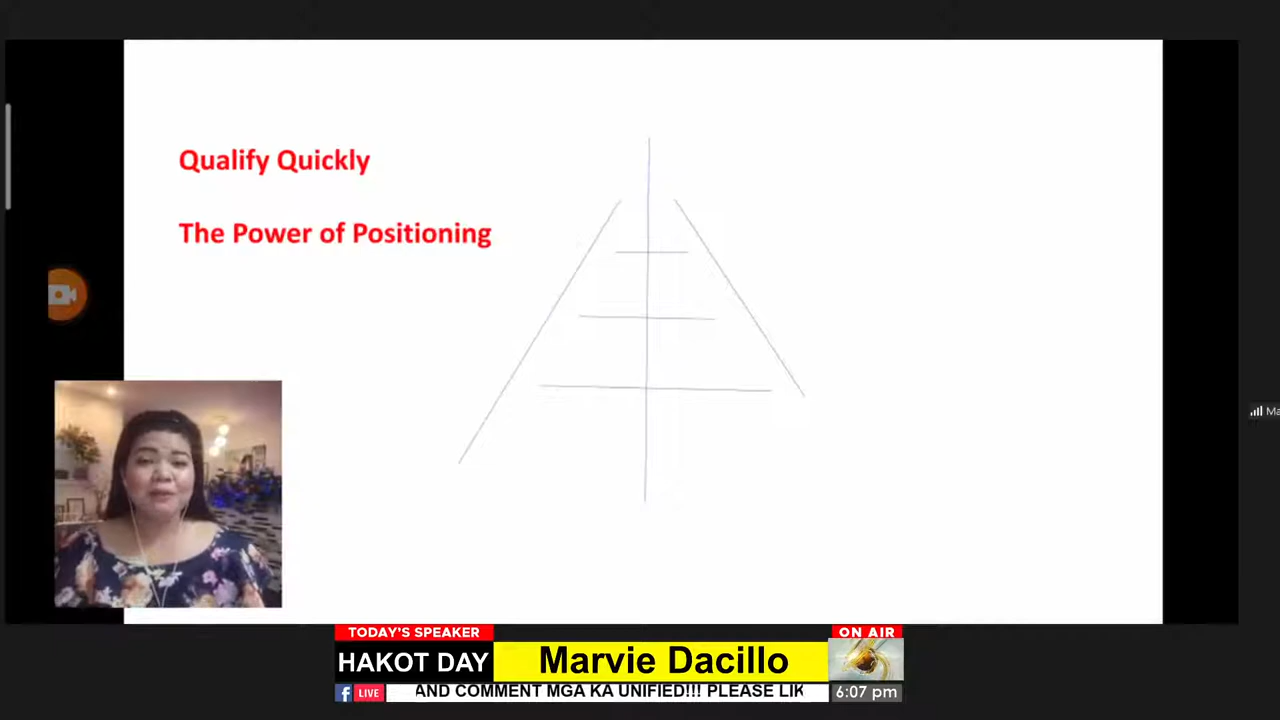 Qualify Quickly
The Power of Positioning
TODAY'S SPEAKER
HAKOT DAY
Marvie Dacillo
ON AIR
LIVE
AND COMMENT MGA KA UNIFIED!!! PLEASE LIK
6:07 pm